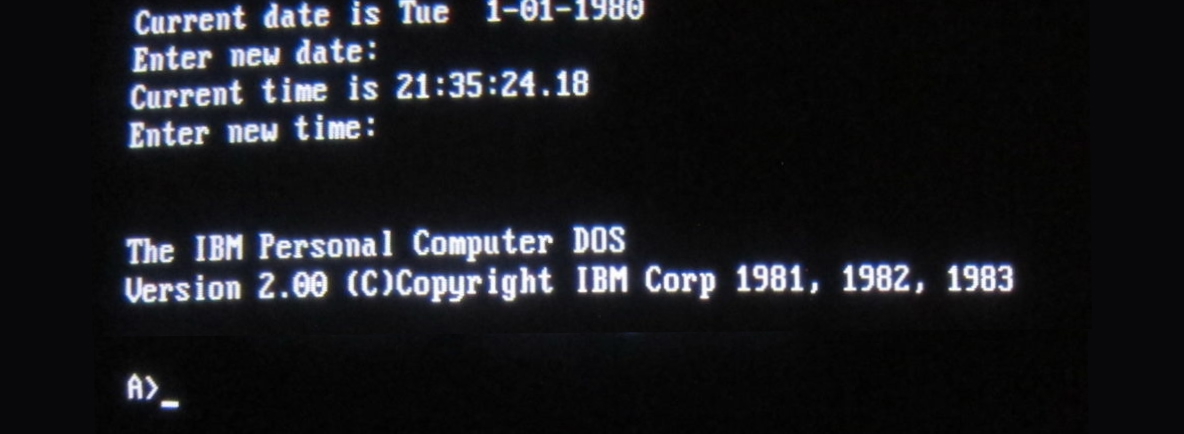 Current date is Tue  1-01-1980
Enter new date:
Current time is 21:35:24.18
Enter new time:
The IBM Personal Computer DOS
Version 2.00 (C)Copyright IBM Corp 1981, 1982, 1983
A>_